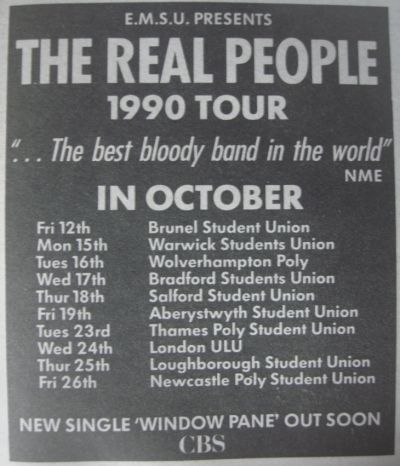 E.M.S.U. PRESENTS
THE REAL PEOPLE
1990 TOUR
"... The best bloody band in the world"
NME
IN OCTOBER
Fri 12th Brunel Student Union
Mon 15th Warwick Students Union
Tues 16th Wolverhampton Poly
Wed 17th Bradford Students Union
Thur 18th Salford Student Union
Fri 19th Aberystwyth Student Union
Tues 23rd Thames Poly Student Union
Wed 24th London ULU
Thur 25th Loughborough Student Union
Fri 26th Newcastle Poly Student Union
NEW SINGLE 'WINDOW PANE' OUT SOON
CBS